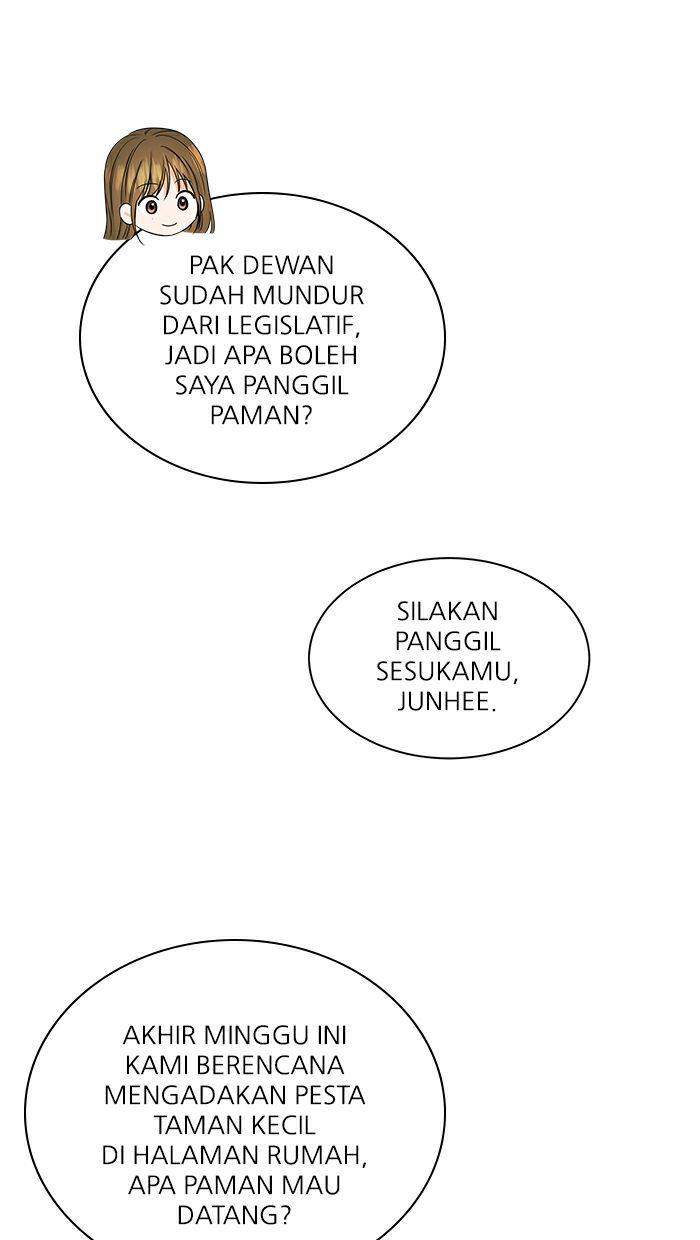 PAK DEWAN
SUDAH MUNDUR
DARI LEGISLATIF,
JADI APA BOLEH
SAYA PANGGIL
PAMAN?
SILAKAN
PANGGIL
SESUKAMU,
JUNHEE.
AKHIR MINGGU INI
KAMI BERENCANA
MENGADAKAN PESTA
TAMAN KECIL
DI HALAMAN RUMAH,
APA PAMAN MAU
DATANG?